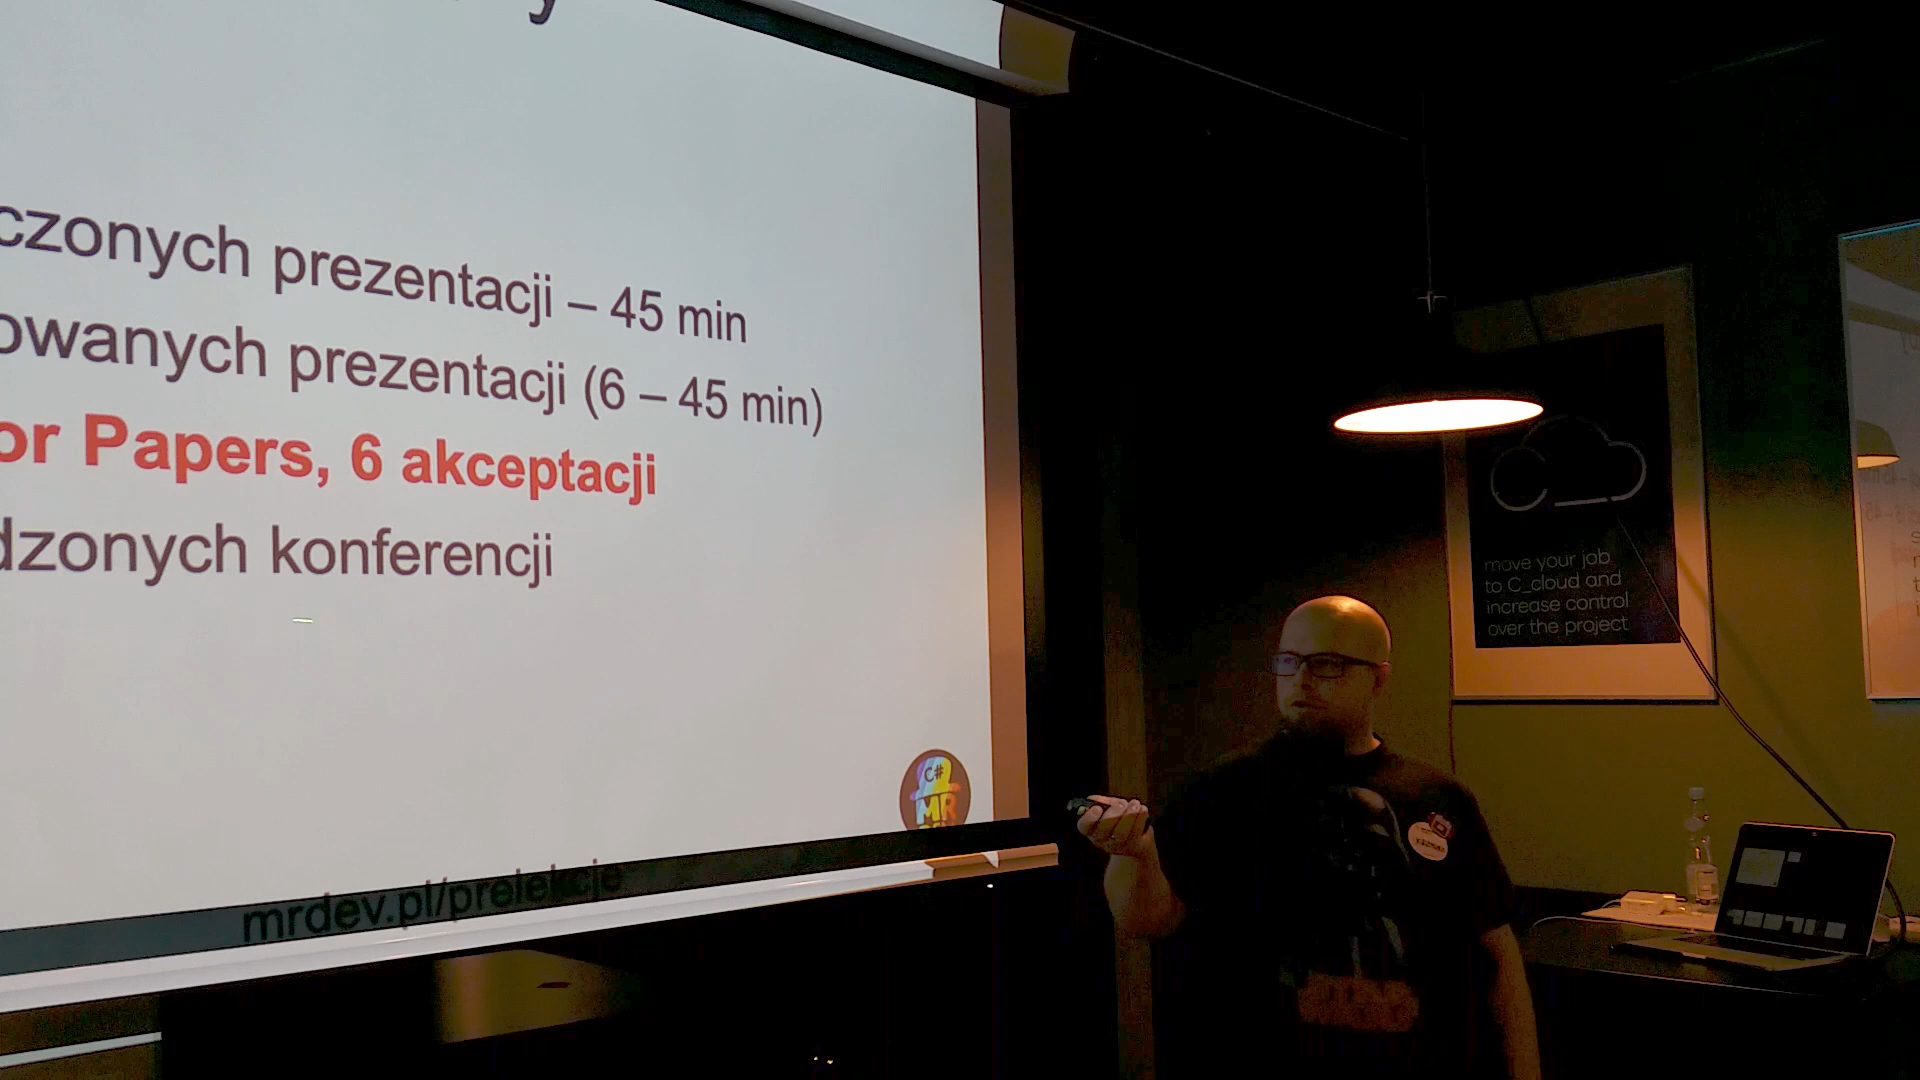 y
czonych prezentacji – 45 min
owanych prezentacji (6 – 45 min)
or Papers, 6 akceptacji
dzonych konferencji
C#
MR
mrdev.pl/prelekcje
move your job
to C_cloud and
increase control
over the project